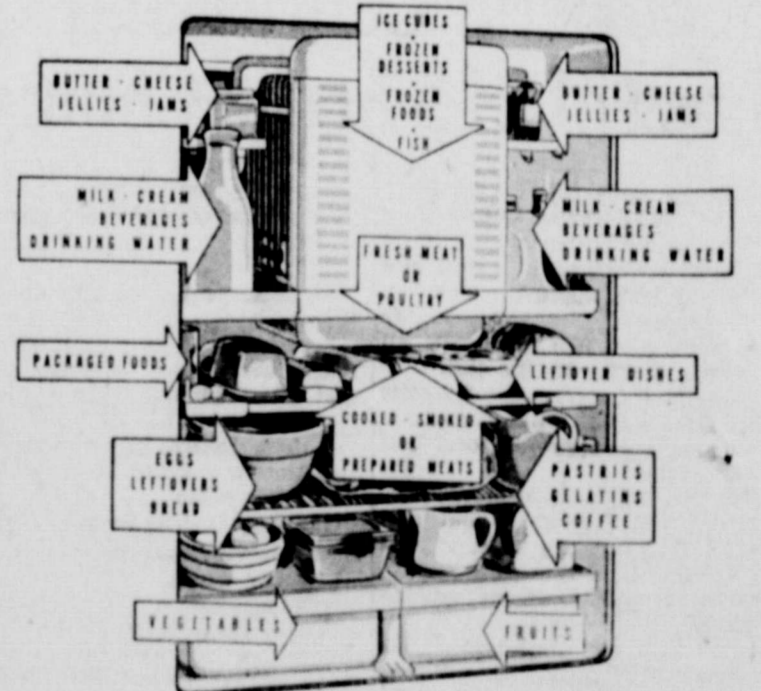 ICE CUBES
FROZEN
DESSERTS
FROZEN
FOODS
FISH
BUTTER - CHEESE
JELLIES - JAMS
BUTTER - CHEESE
JELLIES - JAMS
MILK - CREAM
BEVERAGES
DRINKING WATER
MILK - CREAM
BEVERAGES
DRINKING WATER
FRESH MEAT
OR
POULTRY
PACKAGED FOODS
LEFTOVER DISHES
COOKED - SMOKED
OR
PREPARED MEATS
EGGS
LEFTOVERS
BREAD
PASTRIES
GELATINS
COFFEE
VEGETABLES
FRUITS